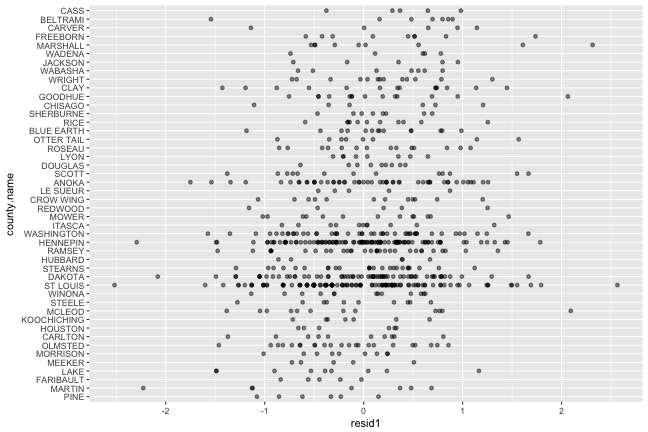 CASS
BELTRAMI
CARVER
FREEBORN
MARSHALL
WADENA
JACKSON
WABASHA
WRIGHT
CLAY
GOODHUE
CHISAGO
SHERBURNE
RICE
BLUE EARTH
OTTER TAIL
ROSEAU
LYON
DOUGLAS
SCOTT
ANOKA
LE SUEUR
CROW WING
REDWOOD
MOWER
ITASCA
WASHINGTON
HENNEPIN
RAMSEY
HUBBARD
STEARNS
DAKOTA
ST LOUIS
WINONA
STEELE
MCLEOD
KOOCHICHING
HOUSTON
CARLTON
OLMSTED
MORRISON
MEEKER
LAKE
FARIBAULT
MARTIN
PINE
county.name
-2 -1 0 1 2
resid1